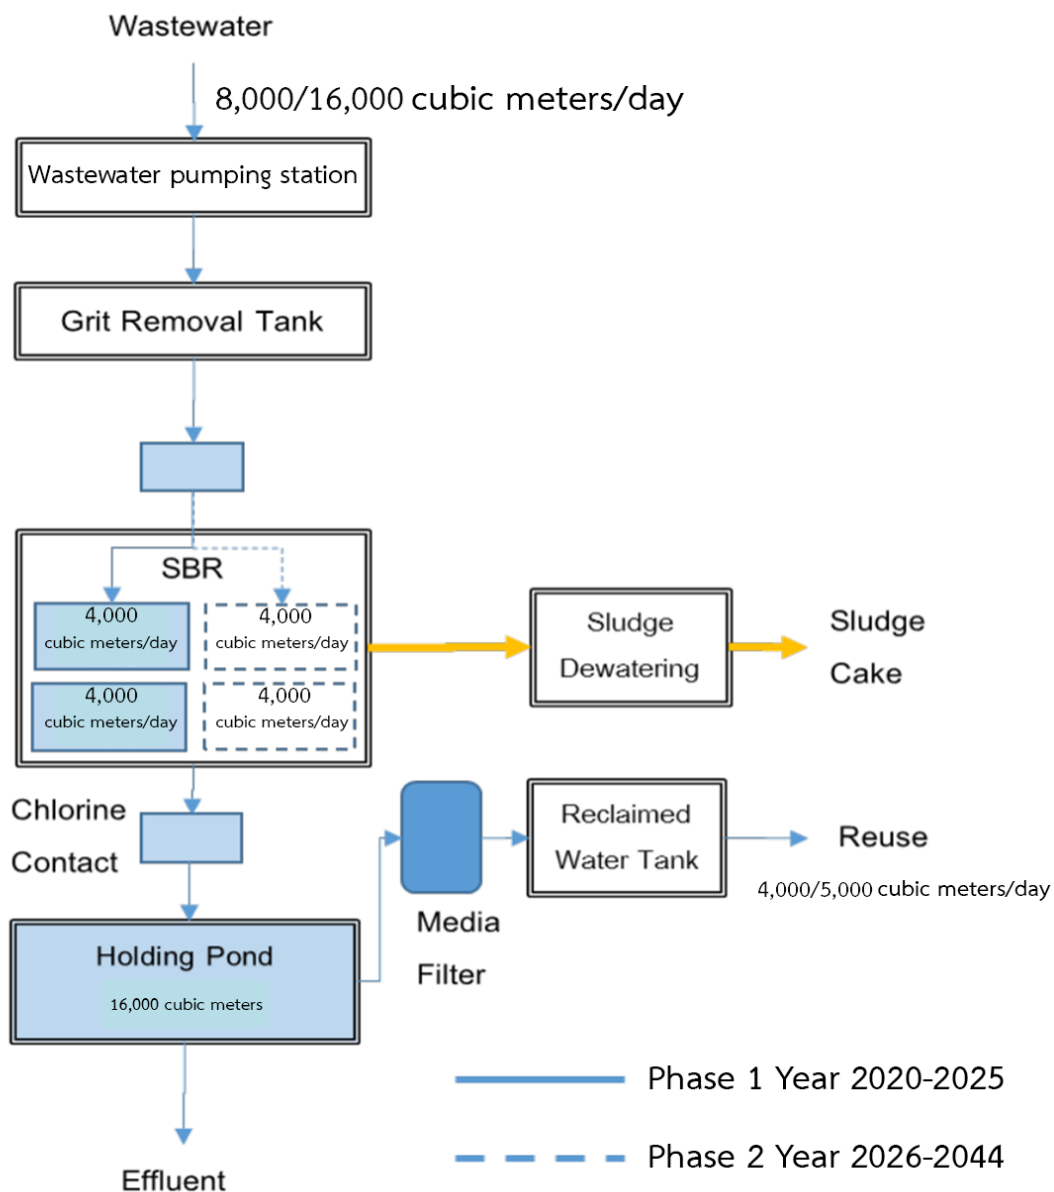 Wastewater
8,000/16,000 cubic meters/day
Wastewater pumping station
Grit Removal Tank
SBR
4,000
cubic meters/day
4,000
cubic meters/day
4,000
cubic meters/day
4,000
cubic meters/day
Sludge
Dewatering
Sludge
Cake
Chlorine
Contact
Media
Filter
Reclaimed
Water Tank
Reuse
4,000/5,000 cubic meters/day
Holding Pond
16,000 cubic meters
Effluent
Phase 1 Year 2020-2025
Phase 2 Year 2026-2044